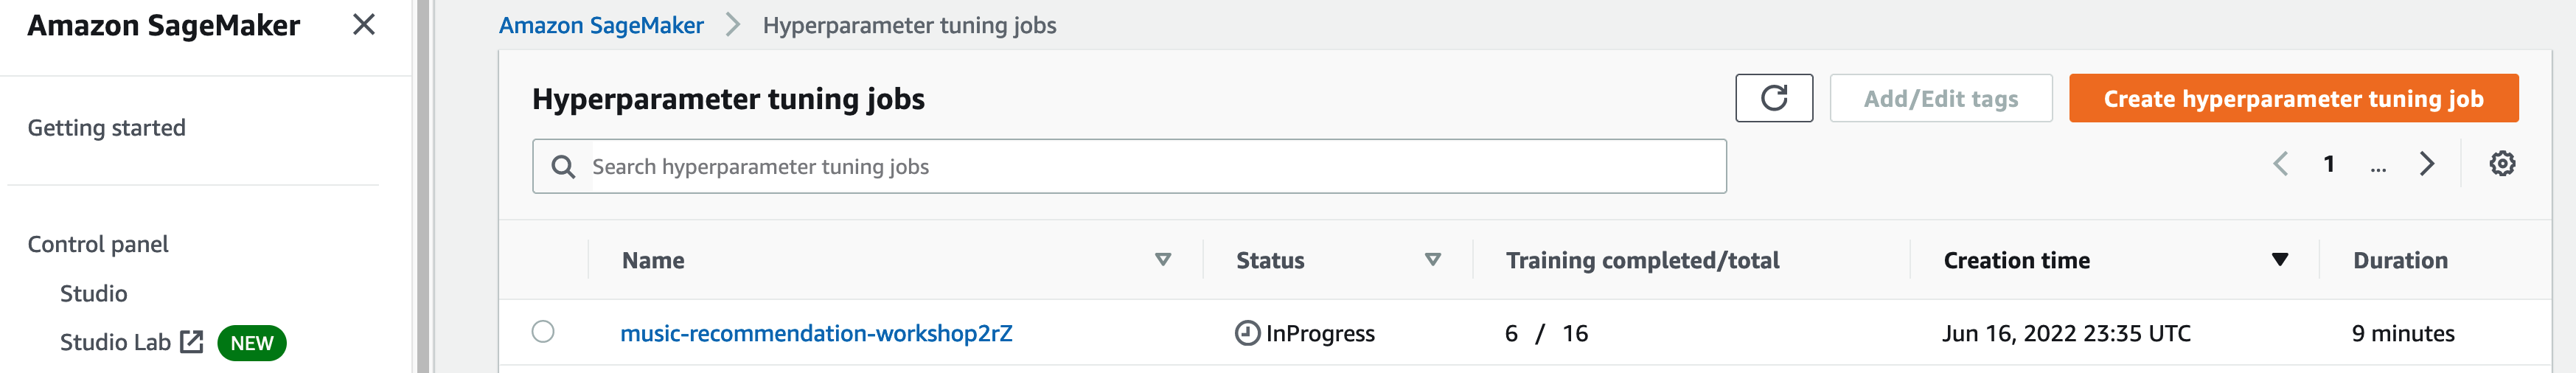 Amazon SageMaker
Getting started
Control panel
Studio
Studio Lab NEW
Amazon SageMaker > Hyperparameter tuning jobs
Hyperparameter tuning jobs
Add/Edit tags
Create hyperparameter tuning job
Search hyperparameter tuning jobs
1 ...
Name Status Training completed/total Creation time Duration
music-recommendation-workshop2rZ InProgress 6 / 16 Jun 16, 2022 23:35 UTC 9 minutes